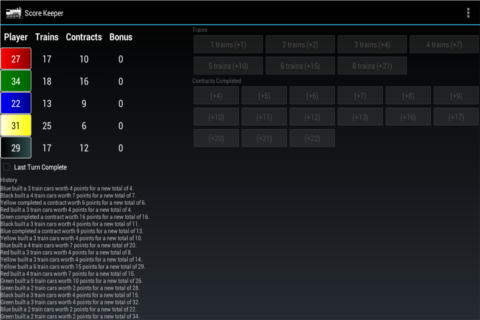 Score Keeper
Player Trains Contracts Bonus
27 17 10 0
34 18 16 0
22 13 9 0
31 25 6 0
29 17 12 0
Last Turn Complete
History
Blue built a 3 train cars worth 4 points for a new total of 4.
Black built a 4 train cars worth 7 points for a new total of 7.
Yellow completed a contract worth 6 points for a new total of 6.
Red built a 3 train cars worth 4 points for a new total of 4.
Green completed a contract worth 16 points for a new total of 16.
Black built a 3 train cars worth 4 points for a new total of 11.
Blue completed a contract worth 9 points for a new total of 13.
Yellow built a 3 train cars worth 4 points for a new total of 10.
Blue built a 4 train cars worth 7 points for a new total of 20.
Red built a 3 train cars worth 4 points for a new total of 8.
Yellow built a 3 train cars worth 4 points for a new total of 14.
Yellow built a 6 train cars worth 15 points for a new total of 29.
Red built a 4 train cars worth 7 points for a new total of 15.
Green built a 5 train cars worth 10 points for a new total of 26.
Green built a 2 train cars worth 2 points for a new total of 28.
Black built a 3 train cars worth 4 points for a new total of 15.
Green built a 3 train cars worth 4 points for a new total of 32.
Blue built a 2 train cars worth 2 points for a new total of 22.
Green built a 2 train cars worth 2 points for a new total of 34.
Trains
1 trains (+1) 2 trains (+2) 3 trains (+4) 4 trains (+7)
5 trains (+10) 6 trains (+15) 8 trains (+21)
Contracts Completed
(+4) (+5) (+6) (+7) (+8) (+9)
(+10) (+11) (+12) (+13) (+16) (+17)
(+20) (+21) (+22)